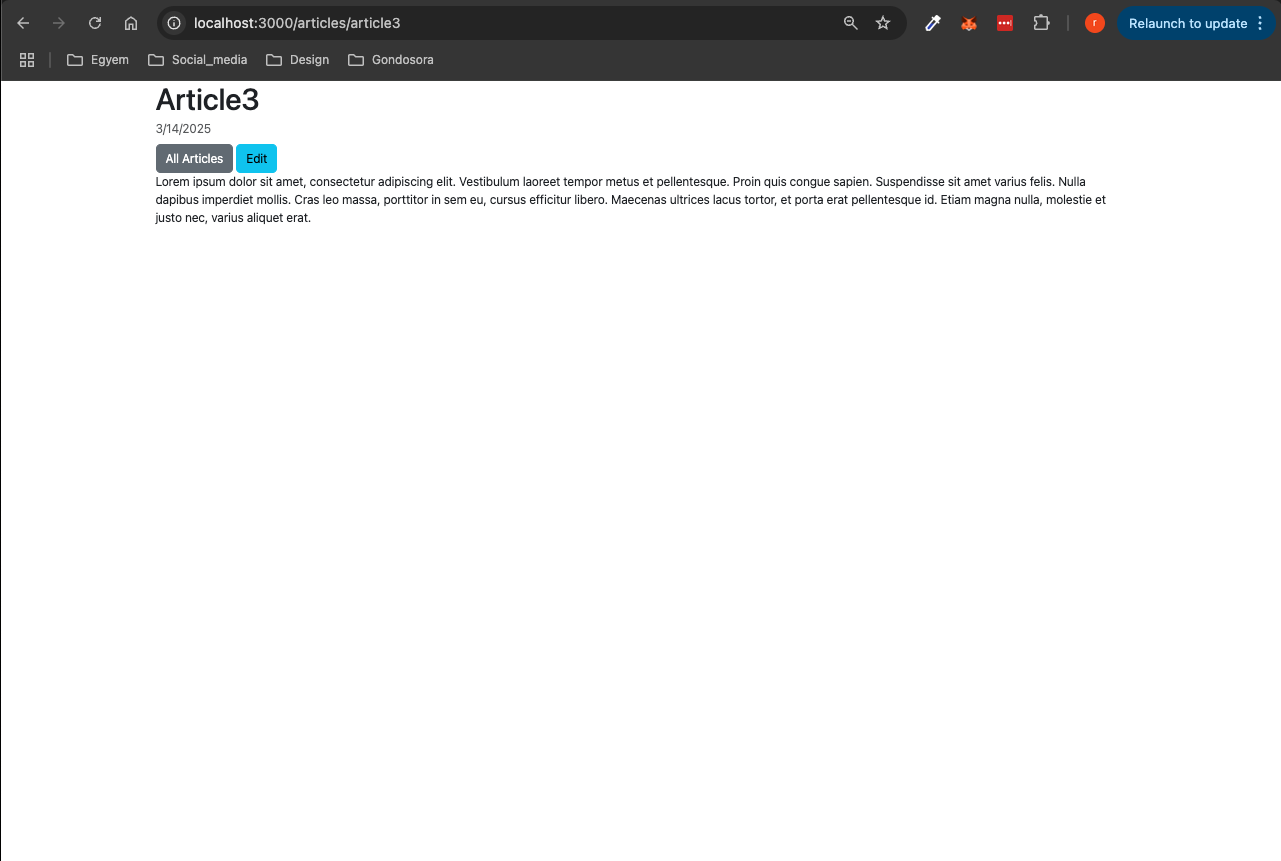 localhost:3000/articles/article3
r
Relaunch to update
Egyem
Social_media
Design
Gondosora
Article3
3/14/2025
All Articles
Edit
Lorem ipsum dolor sit amet, consectetur adipiscing elit. Vestibulum laoreet tempor metus et pellentesque. Proin quis congue sapien. Suspendisse sit amet varius felis. Nulla
dapibus imperdiet mollis. Cras leo massa, porttitor in sem eu, cursus efficitur libero. Maecenas ultrices lacus tortor, et porta erat pellentesque id. Etiam magna nulla, molestie et
justo nec, varius aliquet erat.